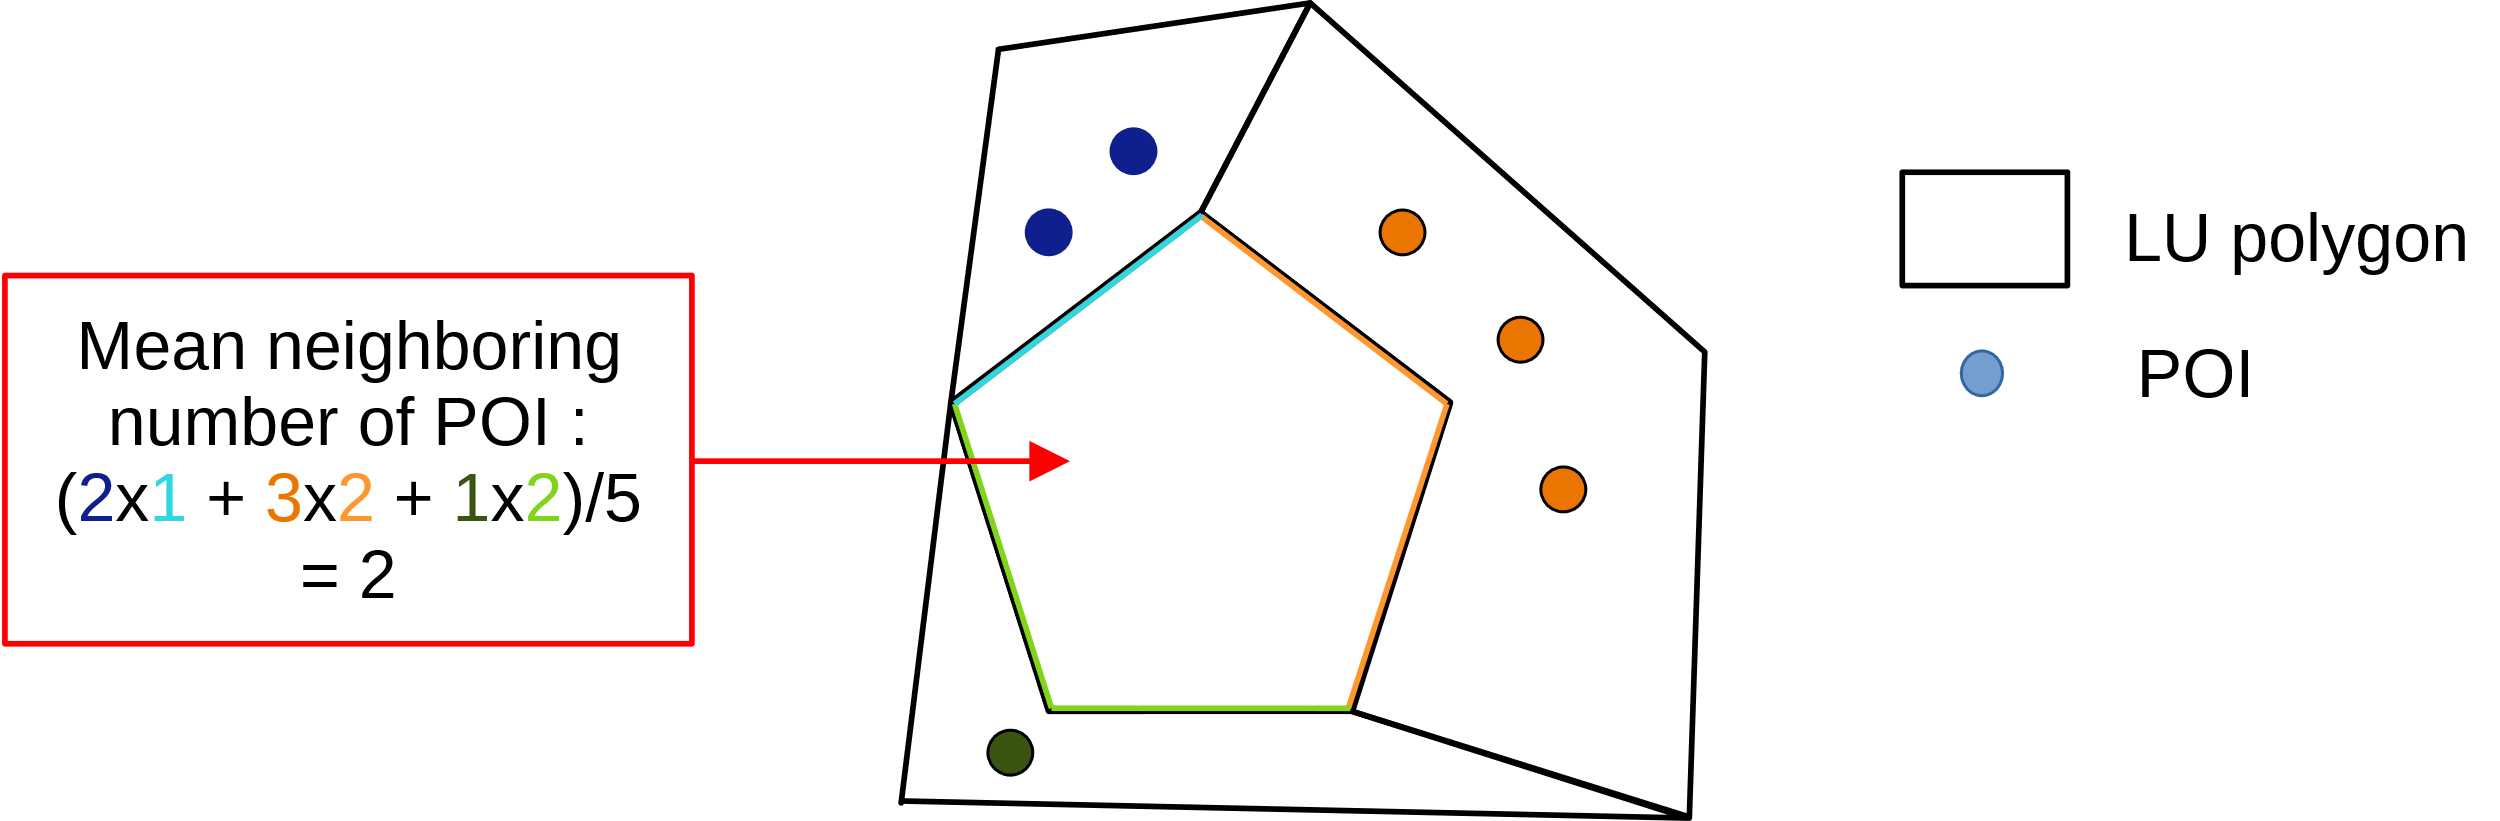 Mean neighboring
number of POI :
(2x1 + 3x2 + 1x2)/5
= 2
LU polygon
POI